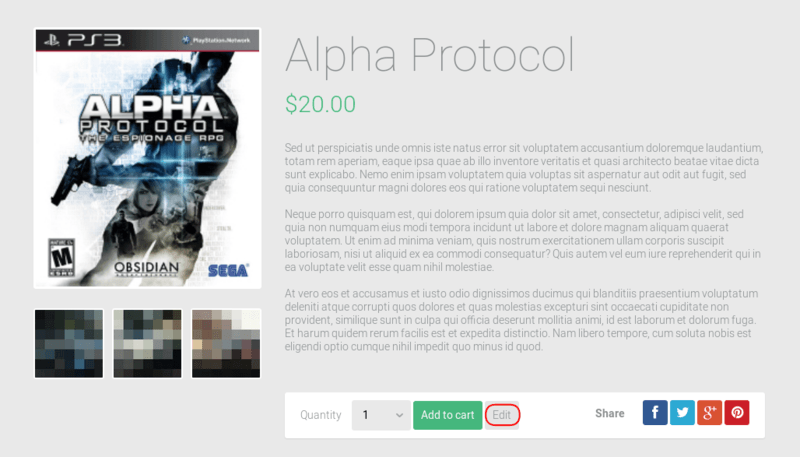 PS3
PlayStation Network
ALPHA
PROTOCOL
THE ESPIONAGE RPG
MATURE 17+
M
ESRB
OBSIDIAN
SEGA
Alpha Protocol
$20.00
Sed ut perspiciatis unde omnis iste natus error sit voluptatem accusantium doloremque laudantium,
totam rem aperiam, eaque ipsa quae ab illo inventore veritatis et quasi architecto beatae vitae dicta
sunt explicabo. Nemo enim ipsam voluptatem quia voluptas sit aspernatur aut odit aut fugit, sed
quia consequuntur magni dolores eos qui ratione voluptatem sequi nesciunt.
Neque porro quisquam est, qui dolorem ipsum quia dolor sit amet, consectetur, adipisci velit, sed
quia non numquam eius modi tempora incidunt ut labore et dolore magnam aliquam quaerat
voluptatem. Ut enim ad minima veniam, quis nostrum exercitationem ullam corporis suscipit
laboriosam, nisi ut aliquid ex ea commodi consequatur? Quis autem vel eum iure reprehenderit qui in
ea voluptate velit esse quam nihil molestiae.
At vero eos et accusamus et iusto odio dignissimos ducimus qui blanditiis praesentium voluptatum
deleniti atque corrupti quos dolores et quas molestias excepturi sint occaecati cupiditate non
provident, similique sunt in culpa qui officia deserunt mollitia animi, id est laborum et dolorum fuga.
Et harum quidem rerum facilis est et expedita distinctio. Nam libero tempore, cum soluta nobis est
eligendi optio cumque nihil impedit quo minus id quod.
Quantity 1 Add to cart Edit Share